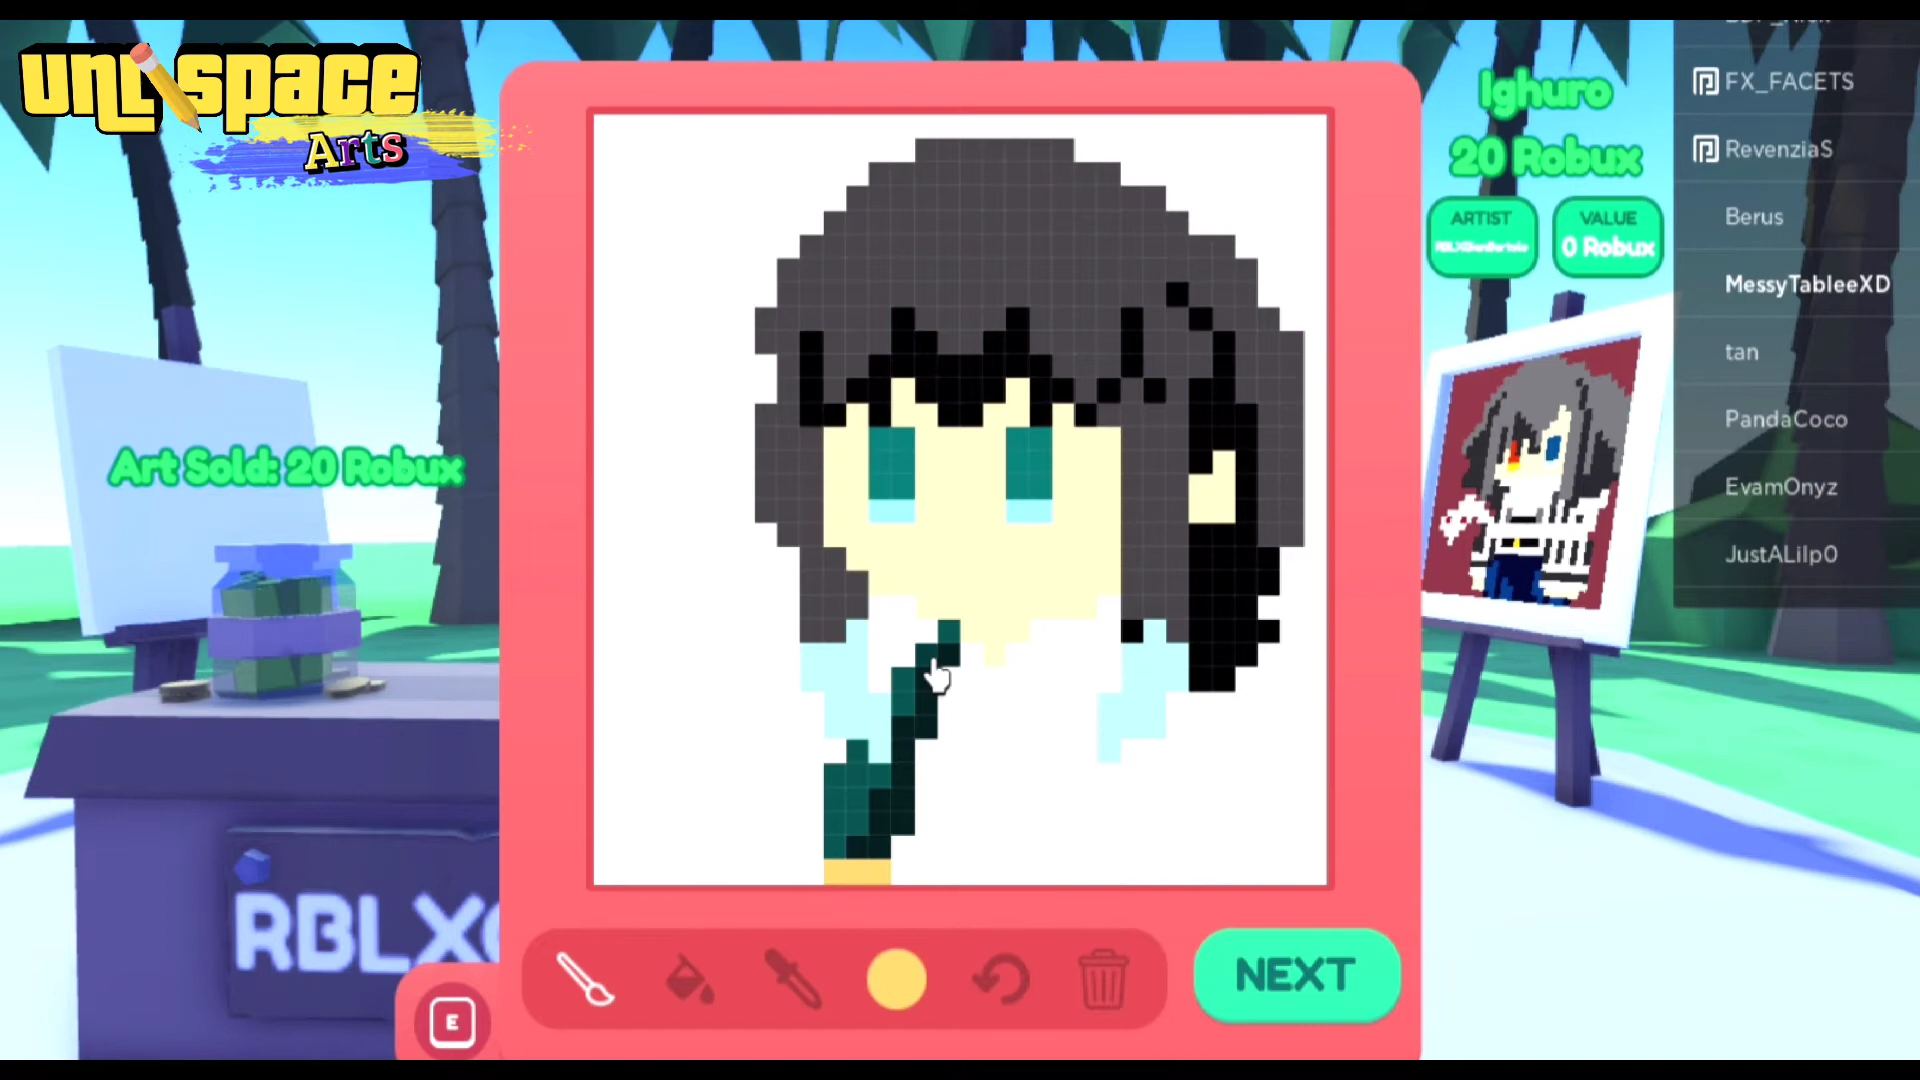 unispace
Arts
Art Sold: 20 Robux
RBLX
E
NEXT
Ighuro
20 Robux
ARTIST
VALUE
0 Robux
FX_FACETS
RevenziaS
Berus
MessyTableeXD
tan
PandaCoco
EvamOnyz
JustALilp0